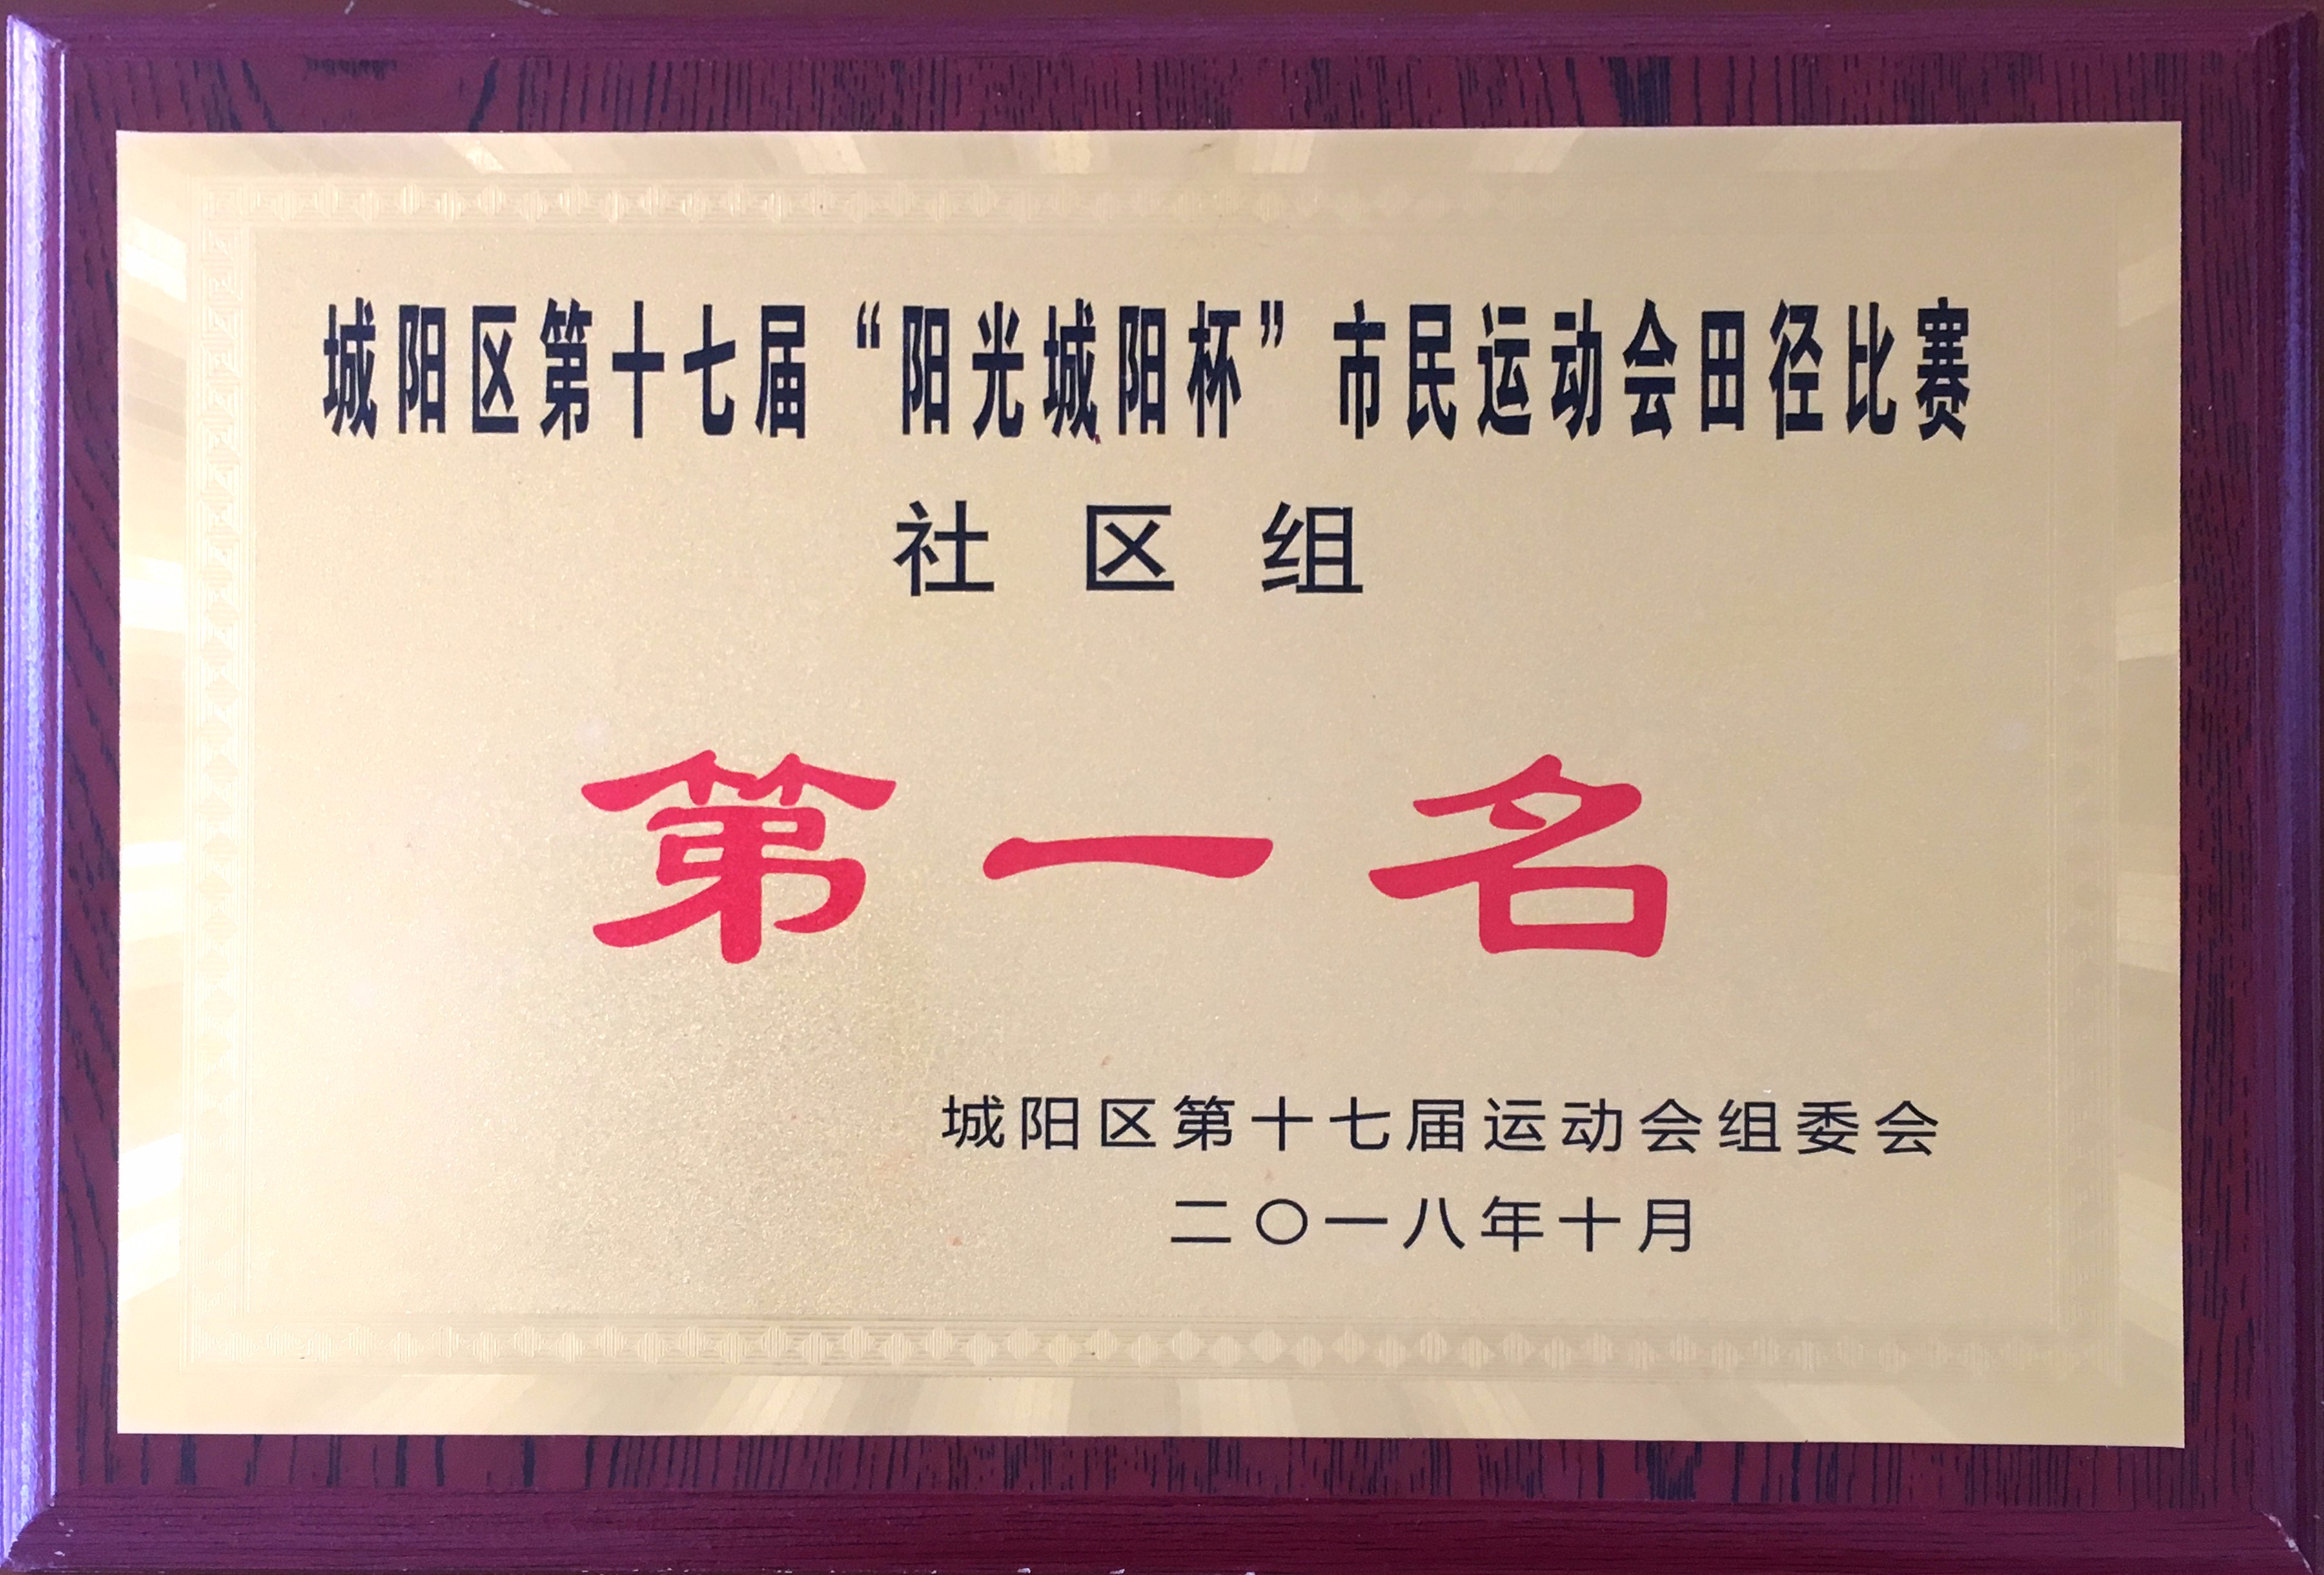 城阳区第十七届“阳光城阳杯”市民运动会田径比赛
社区组
第一名
城阳区第十七届运动会组委会
二〇一八年十月